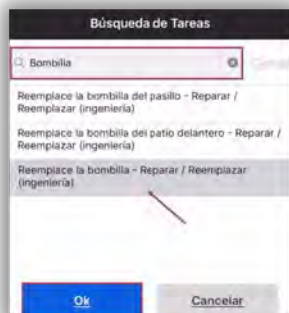 Búsqueda de Tareas
Bombilla
Reemplace la bombilla del pasillo - Reparar /
Reemplazar (ingeniería)
Reemplace la bombilla del patio delantero - Reparar /
Reemplazar (ingeniería)
Reemplace la bombilla - Reparar / Reemplazar
(ingeniería)
Ok
Cancelar